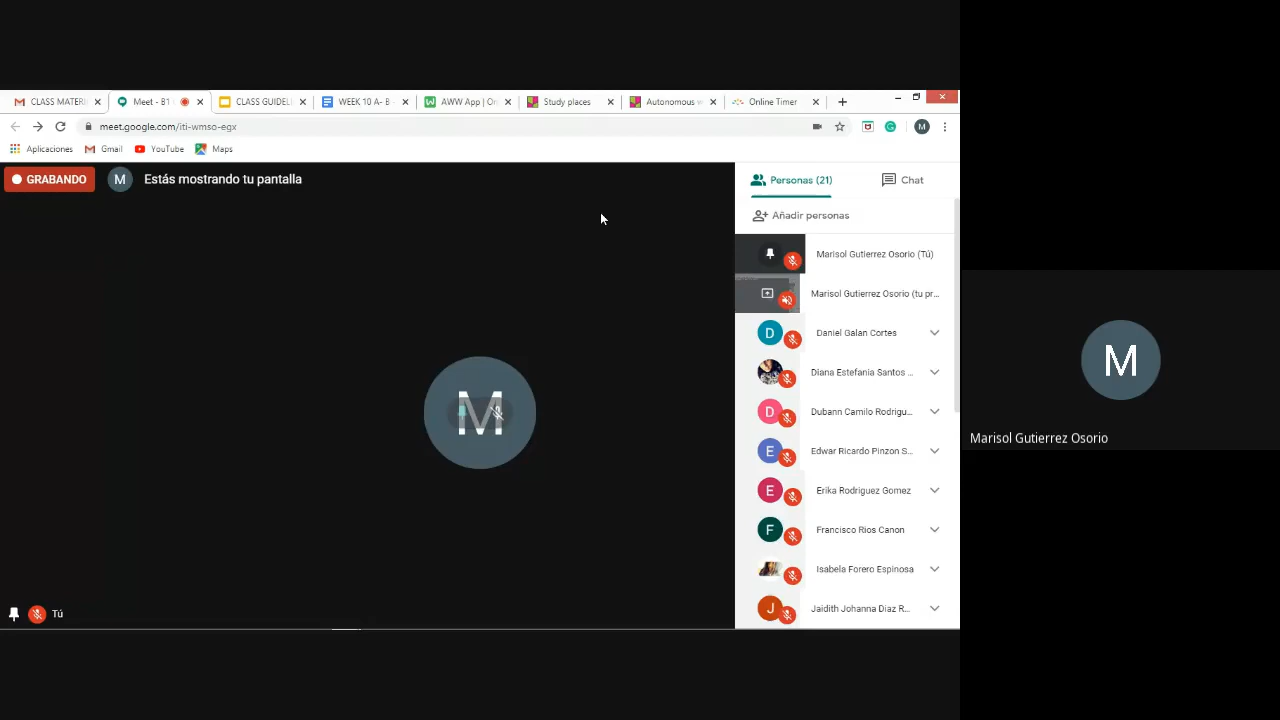 CLASS MATERI
Meet - B1
CLASS GUIDEL
WEEK 10 A- B -
AWW App | On
Study places
Autonomous w
Online Timer
meet.google.com/iti-wmso-egx
M
Aplicaciones
Gmail
YouTube
Maps
GRABANDO
M
Estás mostrando tu pantalla
Personas (21)
Chat
Añadir personas
Marisol Gutierrez Osorio (Tú)
Marisol Gutierrez Osorio (tu pr...
D
Daniel Galan Cortes
Diana Estefania Santos ...
D
Dubann Camilo Rodrigu...
E
Edwar Ricardo Pinzon S...
E
Erika Rodriguez Gomez
F
Francisco Rios Canon
Isabela Forero Espinosa
J
Jaidith Johanna Diaz R...
M
Tú
M
Marisol Gutierrez Osorio